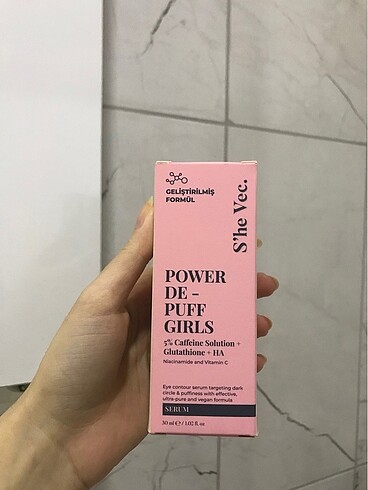 GELİŞTİRİLMİŞ
FORMÜL
S'he Vec.
POWER
DE –
PUFF
GIRLS
5% Caffeine Solution +
Glutathione + HA
Niacinamide and Vitamin C
Eye contour serum targeting dark
circle & puffiness with effective,
ultra-pure and vegan formula
SERUM
30 ml ℮ / 1.02 fl. oz